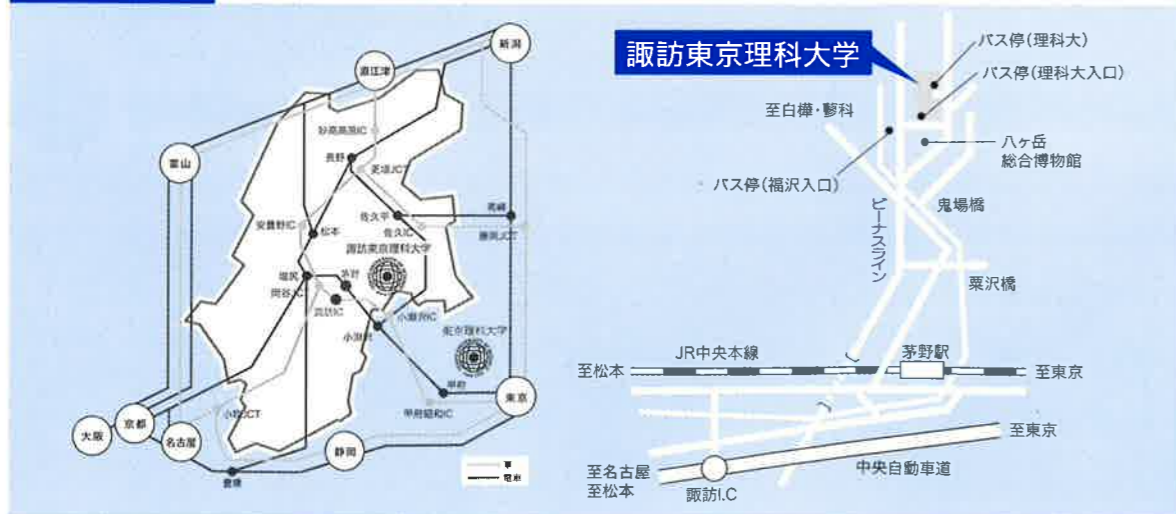 新潟
直江津
妙高高原IC
長野
更埴JCT
富山
高崎
佐久平
安曇野IC
佐久IC
藤岡JCT
松本
諏訪東京理科大学
塩尻
茅野
岡谷JCT
諏訪IC
小淵沢IC
小淵沢
東京理科大学
甲府
東京
甲府昭和IC
小牧JCT
京都
大阪
名古屋
静岡
豊橋
車
電車
諏訪東京理科大学
バス停(理科大)
バス停(理科大入口)
至白樺・蓼科
八ヶ岳
総合博物館
バス停(福沢入口)
鬼場橋
ビーナスライン
粟沢橋
JR中央本線
茅野駅
至松本
至東京
至東京
中央自動車道
至名古屋
至松本
諏訪I.C